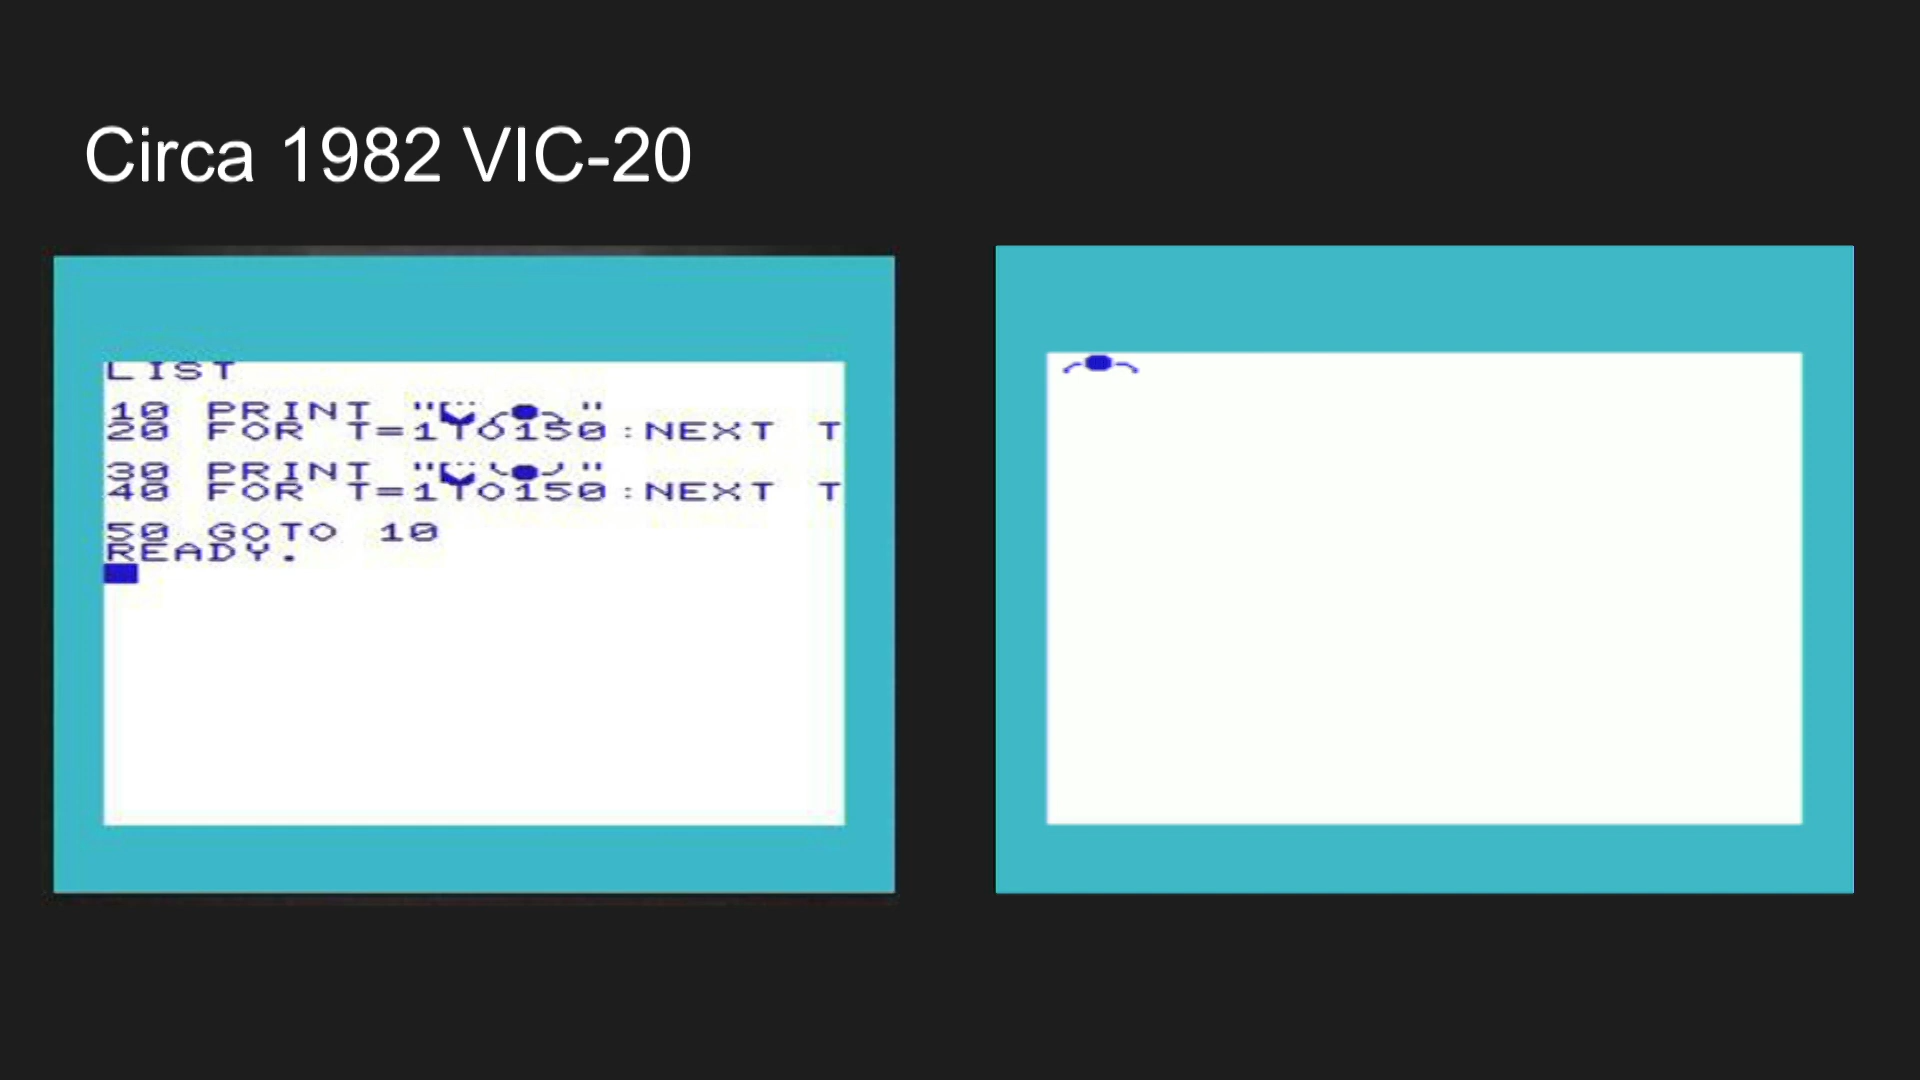 Circa 1982 VIC-20
LIST
10 PRINT "♥╭●╮"
20 FOR T=1TO150:NEXT T
30 PRINT "♥╰●╯"
40 FOR T=1TO150:NEXT T
50 GOTO 10
READY.